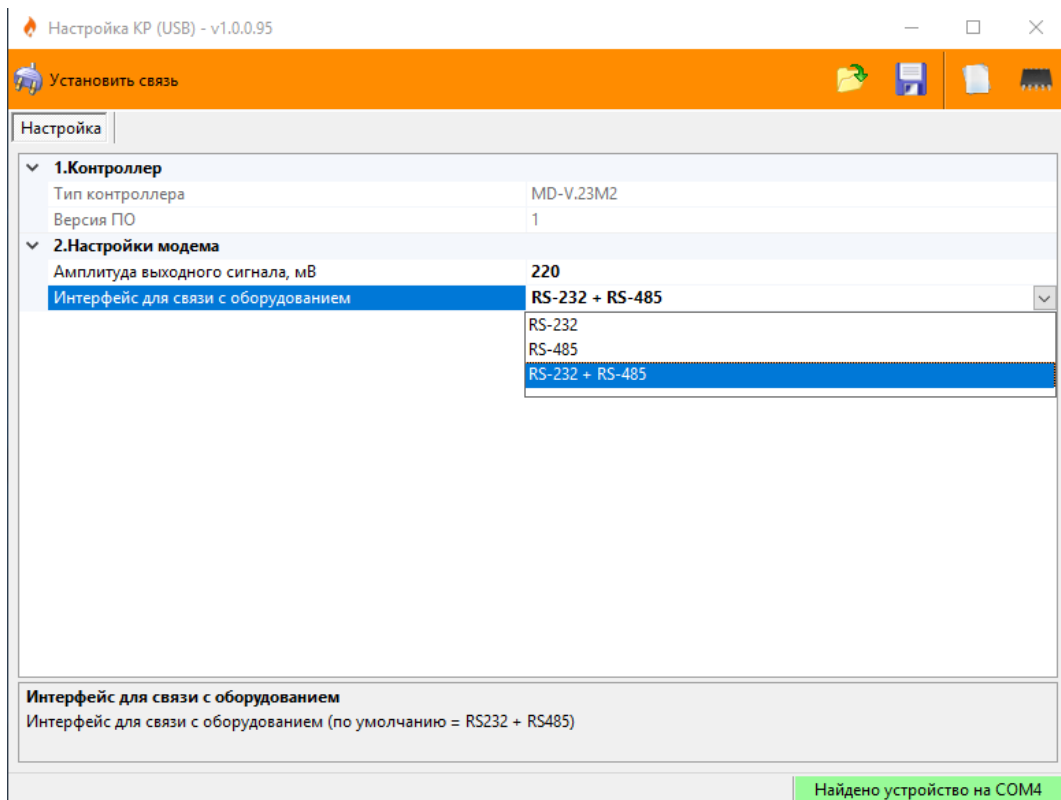 Настройка КР (USB) - v1.0.0.95
Установить связь
Настройка
1.Контроллер
Тип контроллера MD-V.23M2
Версия ПО 1
2.Настройки модема
Амплитуда выходного сигнала, мВ 220
Интерфейс для связи с оборудованием RS-232 + RS-485
RS-232
RS-485
RS-232 + RS-485
Интерфейс для связи с оборудованием
Интерфейс для связи с оборудованием (по умолчанию = RS232 + RS485)
Найдено устройство на COM4